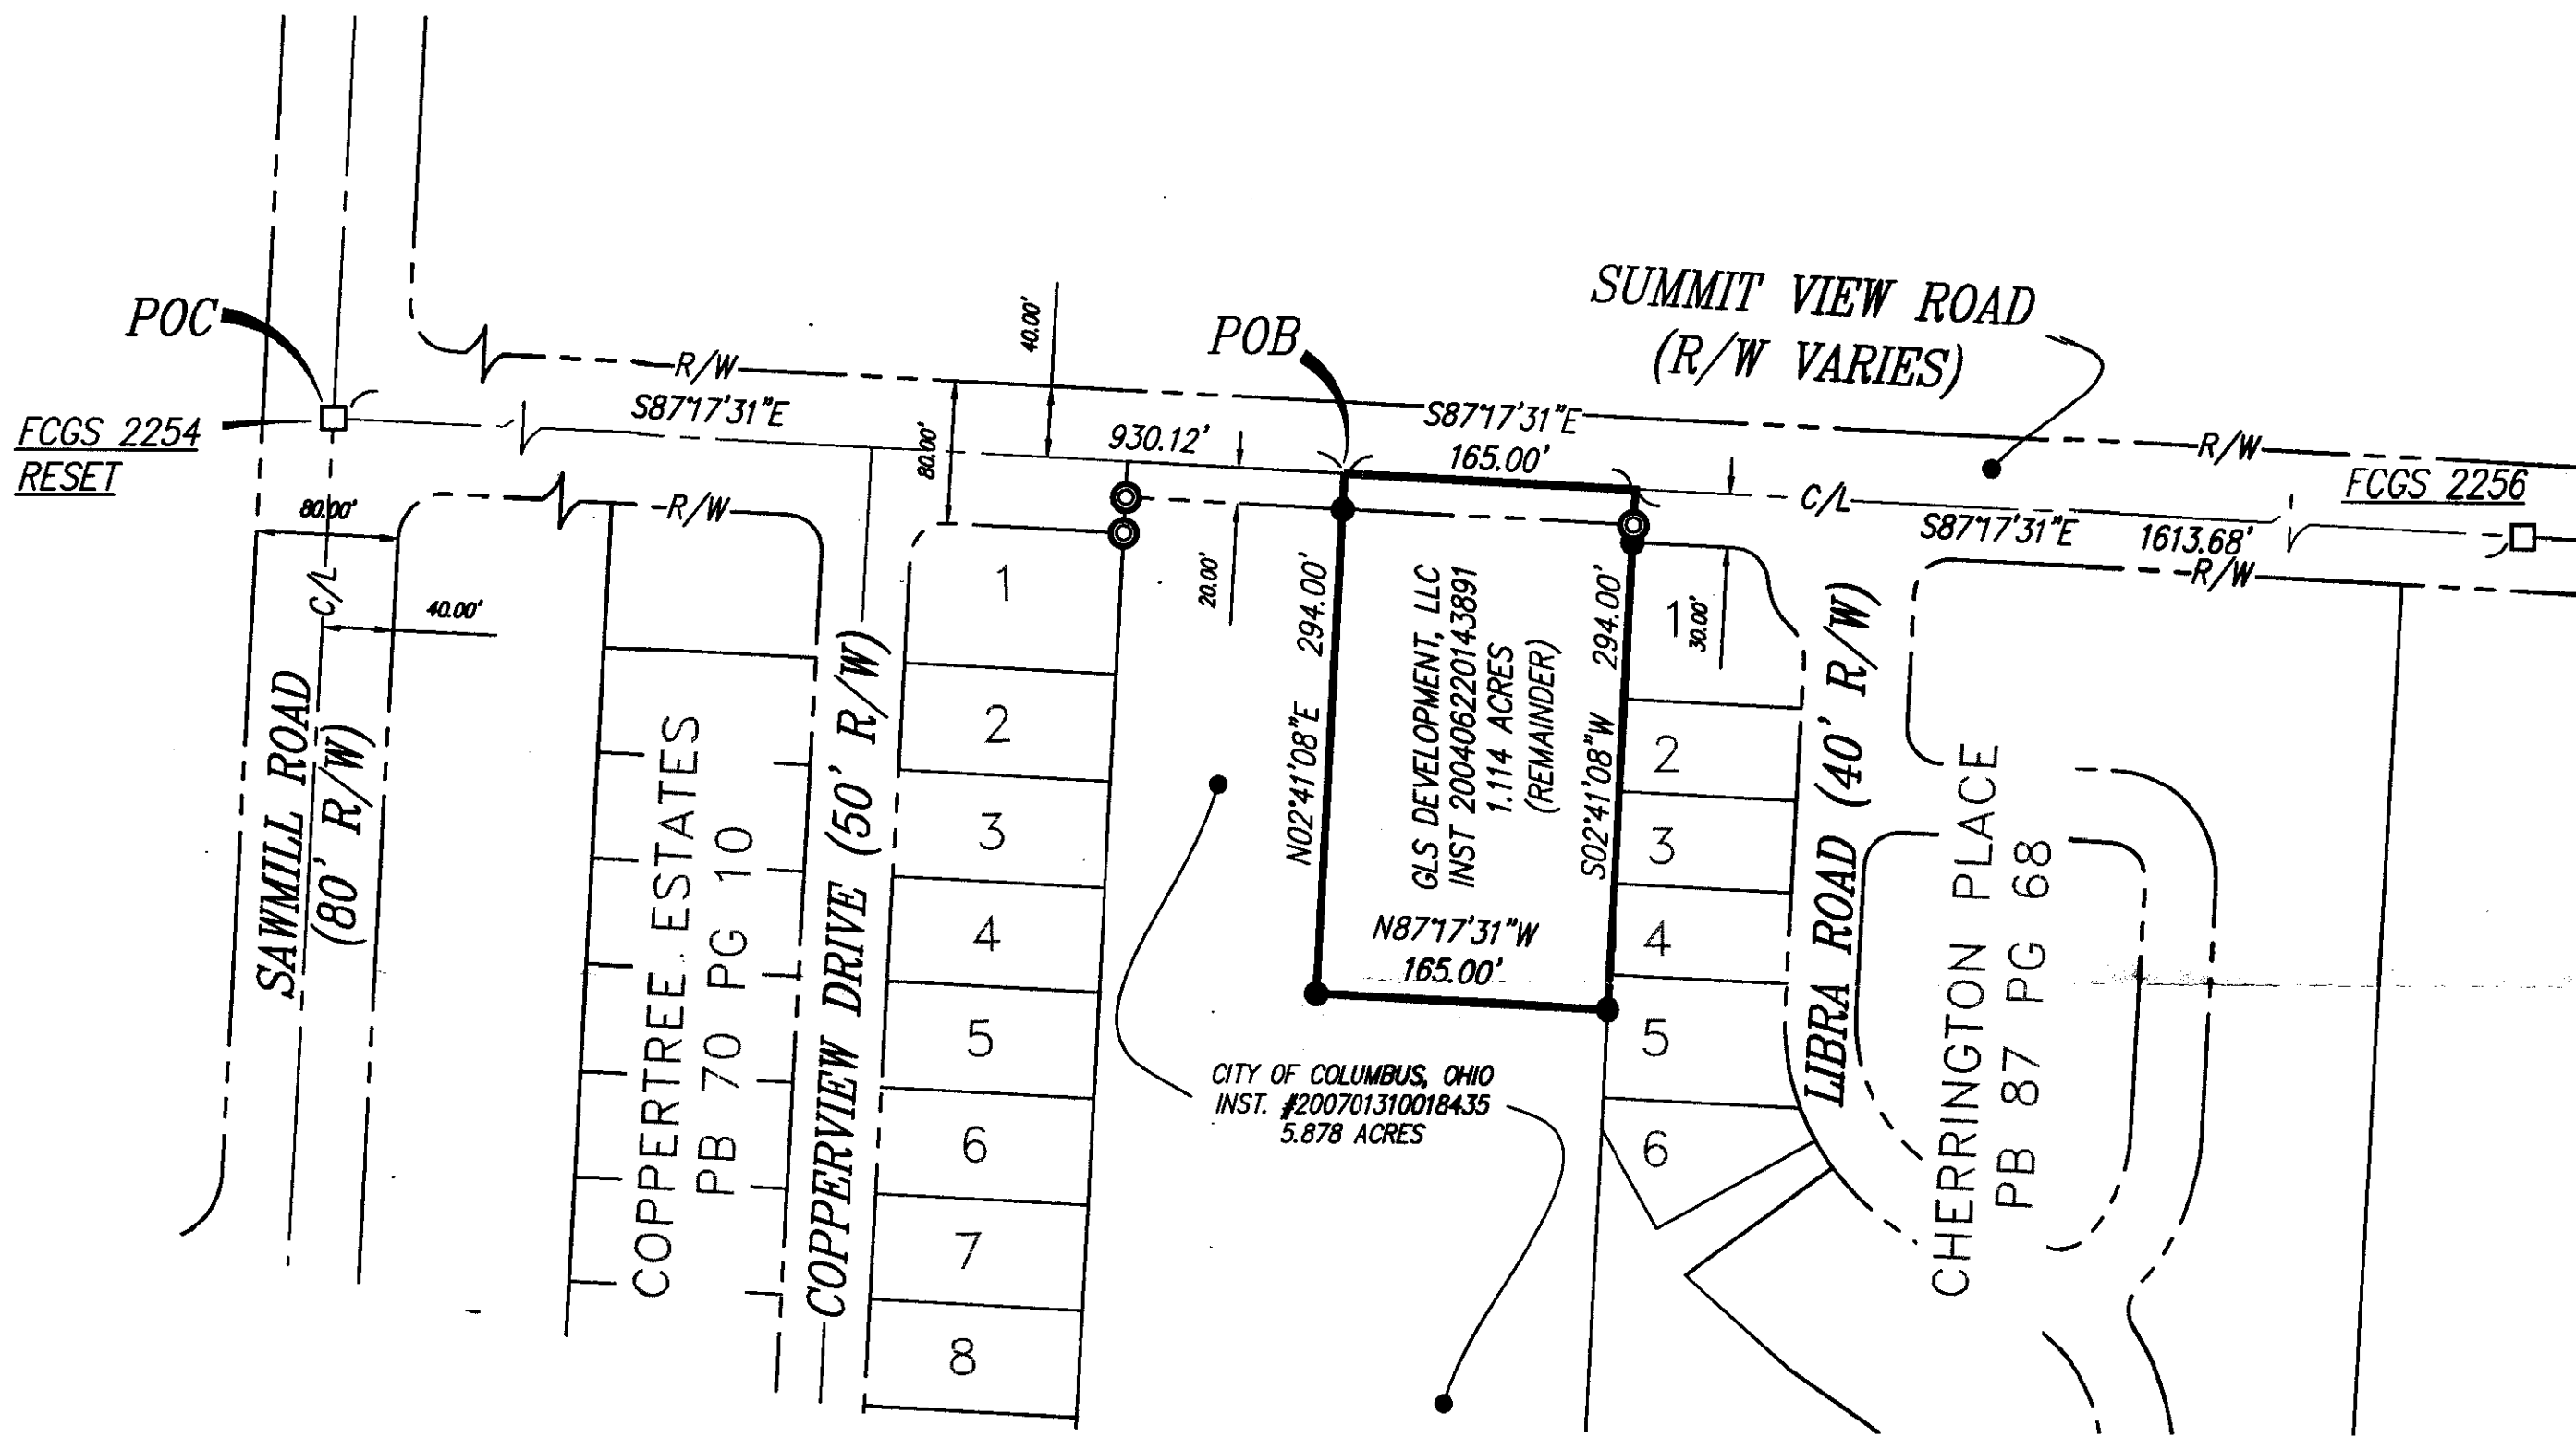 POC
FCGS 2254
RESET
80.00'
C/L
40.00'
SAWMILL ROAD
(80' R/W)
R/W
S87°17'31"E
R/W
COPPERTREE ESTATES
PB 70 PG 10
COPPERVIEW DRIVE (50' R/W)
80.00'
40.00'
930.12'
20.00'
1
2
3
4
5
6
7
8
POB
S87°17'31"E
165.00'
SUMMIT VIEW ROAD
(R/W VARIES)
R/W
C/L
FCGS 2256
S87°17'31"E
1613.68'
R/W
N02°41'08"E 294.00'
GLS DEVELOPMENT, LLC
INST 200406220143891
1.114 ACRES
(REMAINDER)
S02°41'08"W 294.00'
N87°17'31"W
165.00'
CITY OF COLUMBUS, OHIO
INST. #200701310018435
5.878 ACRES
1
30.00'
2
3
4
5
6
LIBRA ROAD (40' R/W)
CHERRINGTON PLACE
PB 87 PG 68